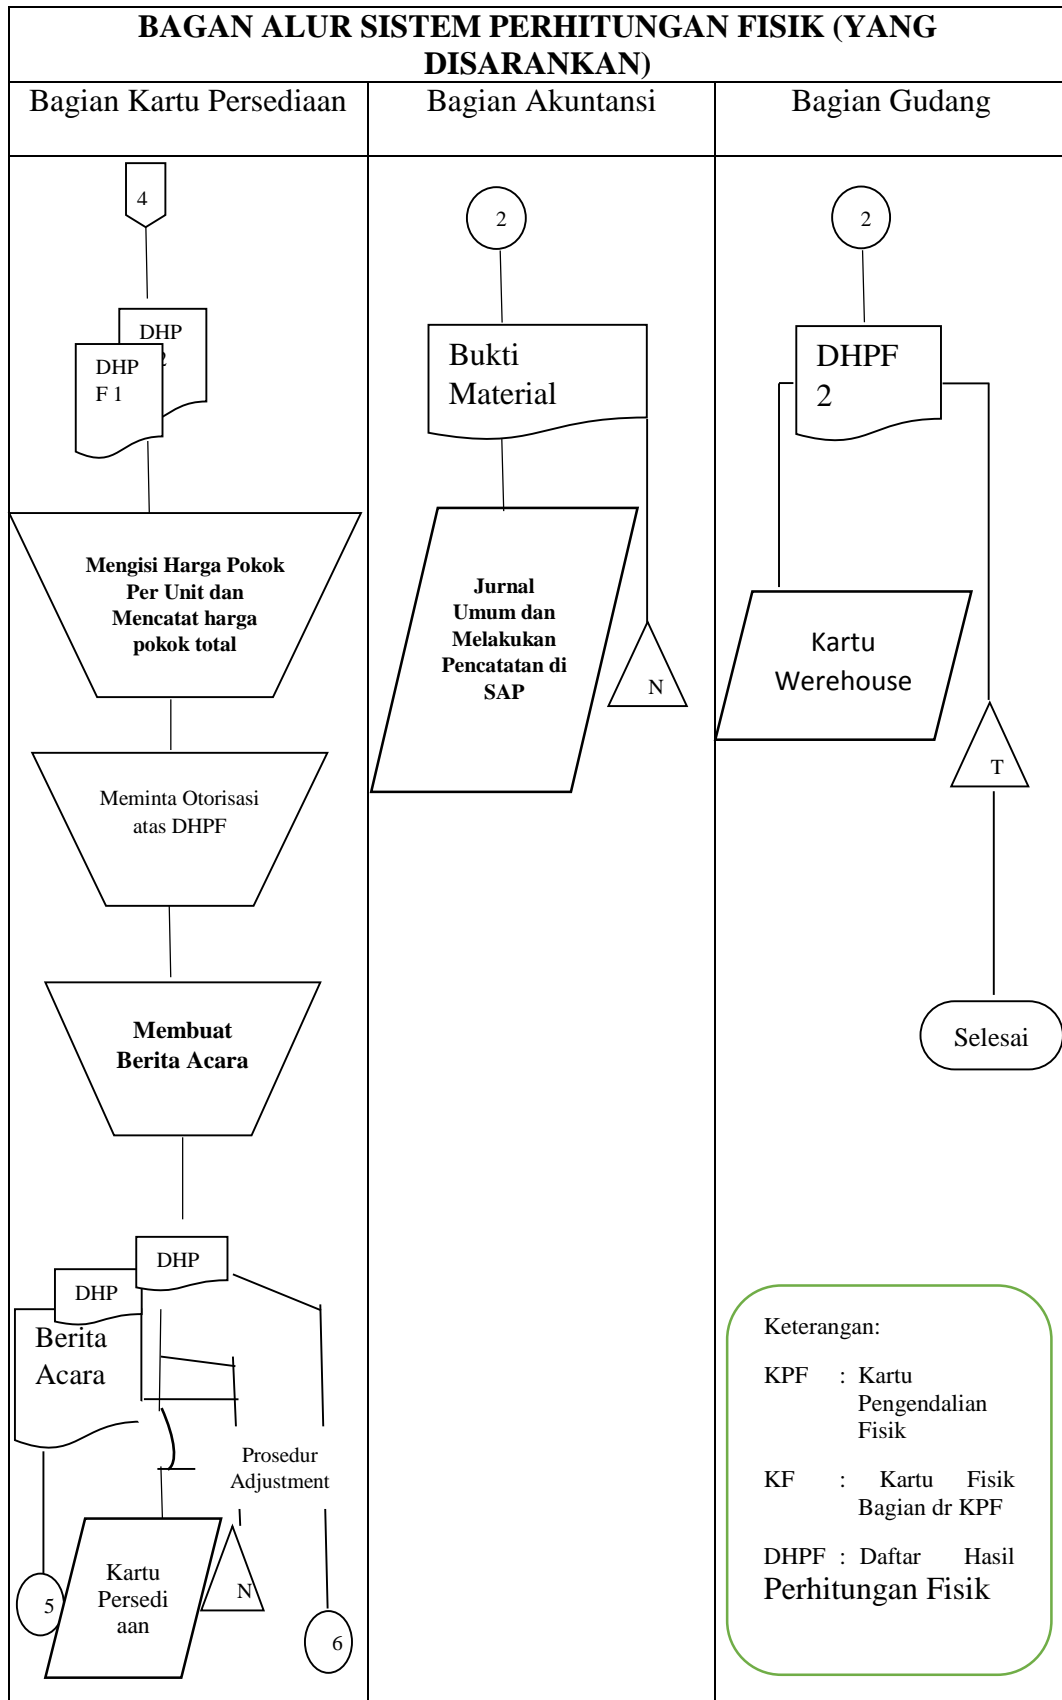 BAGAN ALUR SISTEM PERHITUNGAN FISIK (YANG
DISARANKAN)
Bagian Kartu Persediaan
Bagian Akuntansi
Bagian Gudang
4
DHP
2
DHP
F 1
Mengisi Harga Pokok
Per Unit dan
Mencatat harga
pokok total
Meminta Otorisasi
atas DHPF
Membuat
Berita Acara
DHP
DHP
Berita
Acara
Prosedur
Adjustment
5
Kartu
Persedi
aan
N
6
2
Bukti
Material
Jurnal
Umum dan
Melakukan
Pencatatan di
SAP
N
2
DHPF
2
Kartu
Werehouse
T
Selesai
Keterangan:
KPF : Kartu
Pengendalian
Fisik
KF : Kartu Fisik
Bagian dr KPF
DHPF : Daftar Hasil
Perhitungan Fisik